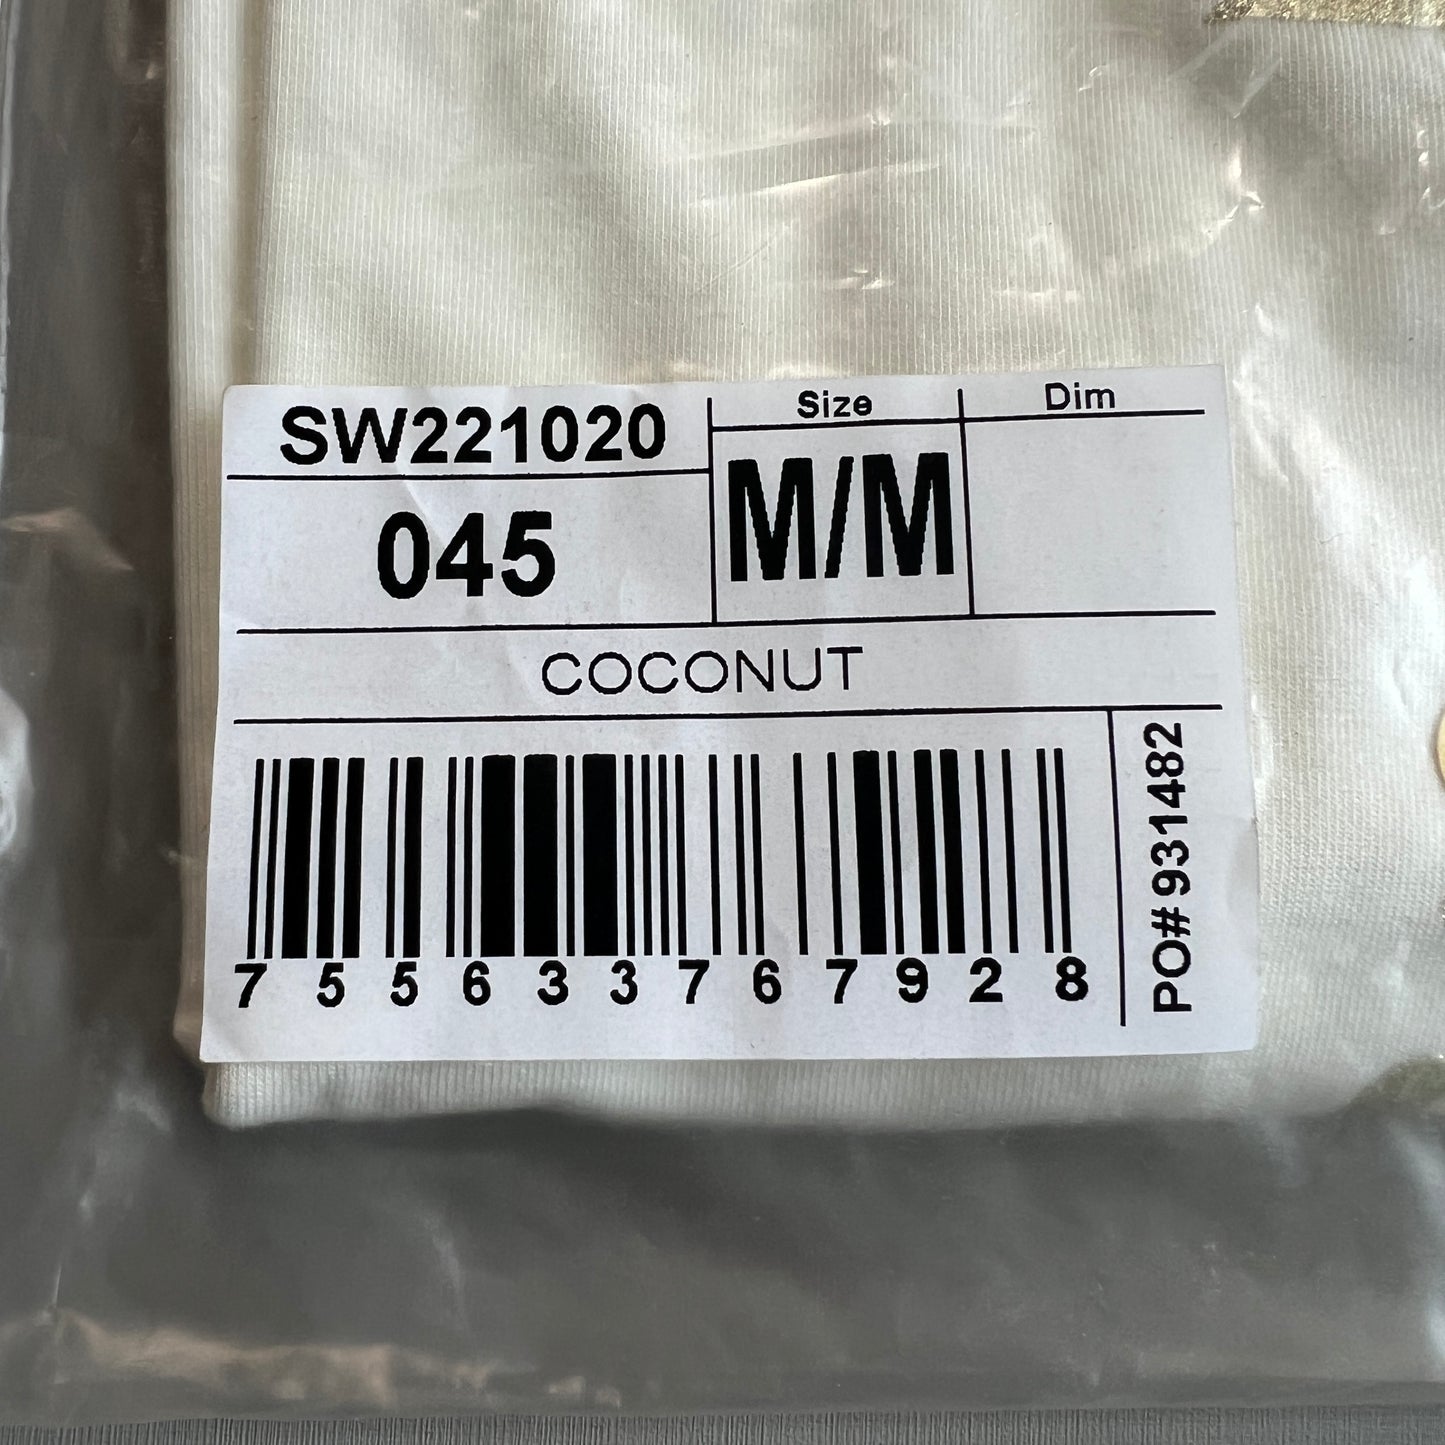 SW221020
Size
Dim
045
M/M
COCONUT
755633767928
PO# 931482